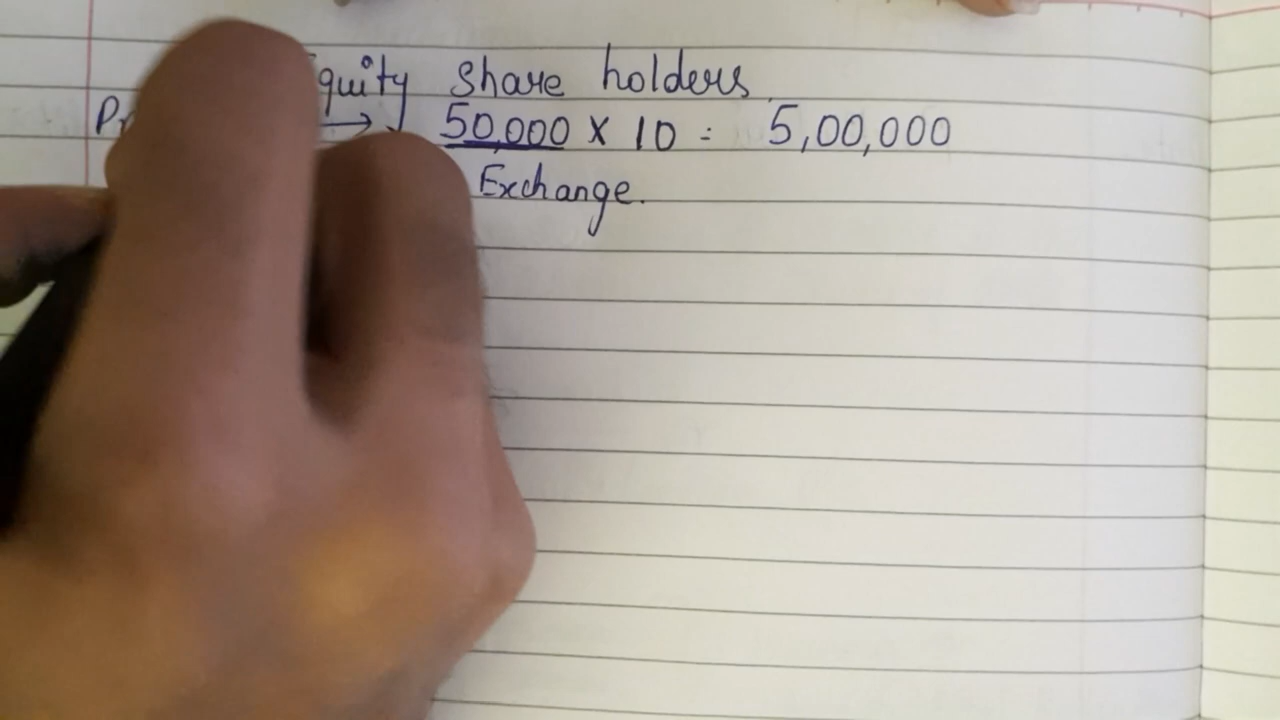 Equity Share holders
50,000 X 10 = 5,00,000
Exchange.